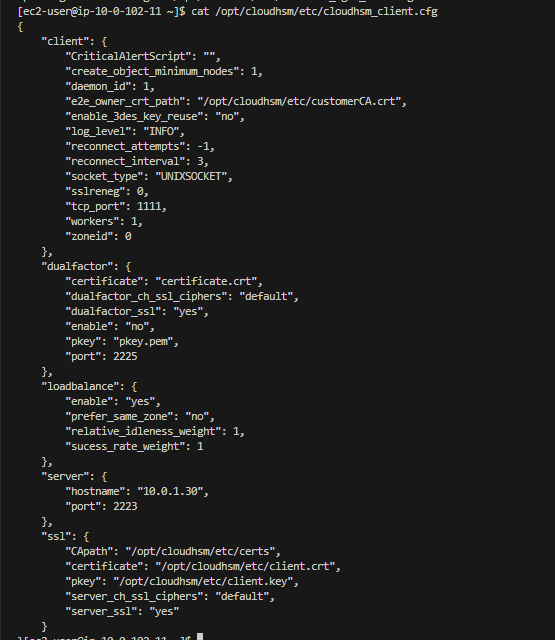 [ec2-user@ip-10-0-102-11 ~]$ cat /opt/cloudhsm/etc/cloudhsm_client.cfg
{
    "client": {
        "CriticalAlertScript": "",
        "create_object_minimum_nodes": 1,
        "daemon_id": 1,
        "e2e_owner_crt_path": "/opt/cloudhsm/etc/customerCA.crt",
        "enable_3des_key_reuse": "no",
        "log_level": "INFO",
        "reconnect_attempts": -1,
        "reconnect_interval": 3,
        "socket_type": "UNIXSOCKET",
        "sslreneg": 0,
        "tcp_port": 1111,
        "workers": 1,
        "zoneid": 0
    },
    "dualfactor": {
        "certificate": "certificate.crt",
        "dualfactor_ch_ssl_ciphers": "default",
        "dualfactor_ssl": "yes",
        "enable": "no",
        "pkey": "pkey.pem",
        "port": 2225
    },
    "loadbalance": {
        "enable": "yes",
        "prefer_same_zone": "no",
        "relative_idleness_weight": 1,
        "sucess_rate_weight": 1
    },
    "server": {
        "hostname": "10.0.1.30",
        "port": 2223
    },
    "ssl": {
        "CApath": "/opt/cloudhsm/etc/certs",
        "certificate": "/opt/cloudhsm/etc/client.crt",
        "pkey": "/opt/cloudhsm/etc/client.key",
        "server_ch_ssl_ciphers": "default",
        "server_ssl": "yes"
    }
}[ec2-user@ip-10-0-102-11 ~]$